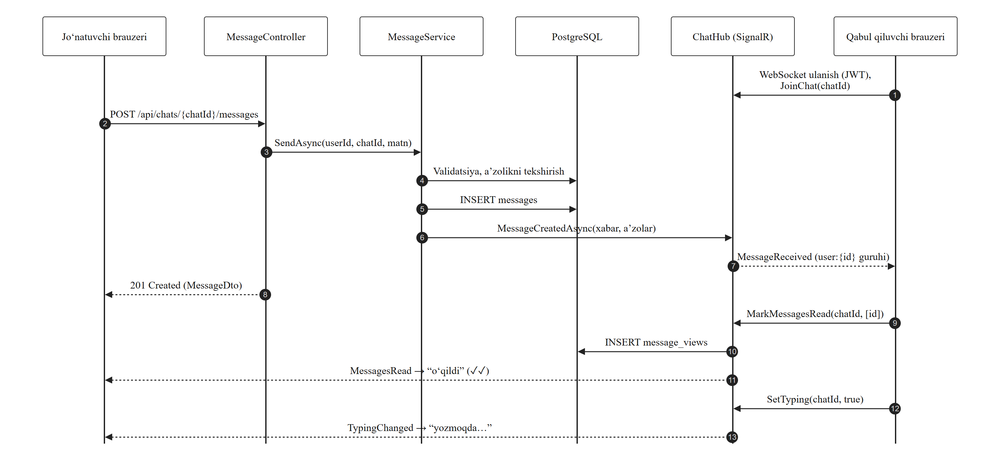 Jo‘natuvchi brauzeri
MessageController
MessageService
PostgreSQL
ChatHub (SignalR)
Qabul qiluvchi brauzeri
WebSocket ulanish (JWT),
JoinChat(chatId)
1
POST /api/chats/{chatId}/messages
2
SendAsync(userId, chatId, matn)
3
Validatsiya, a’zolikni tekshirish
4
INSERT messages
5
MessageCreatedAsync(xabar, a’zolar)
6
MessageReceived (user:{id} guruhi)
7
201 Created (MessageDto)
8
MarkMessagesRead(chatId, [id])
9
INSERT message_views
10
MessagesRead → “o‘qildi” (✓✓)
11
SetTyping(chatId, true)
12
TypingChanged → “yozmoqda…”
13